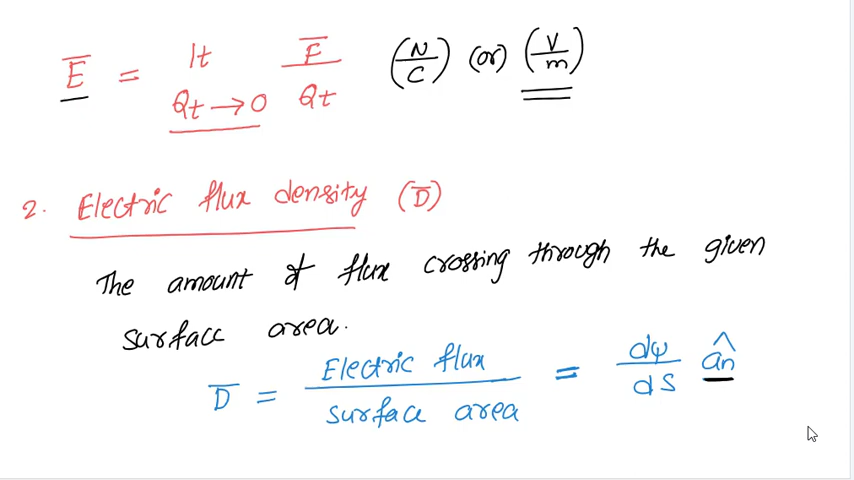 E̅ = lt Qt→0 F̅/Qt (N/C) (or) (V/m)
2. Electric flux density (D̅)
The amount of flux crossing through the given
surface area.
D̅ = Electric flux / surface area = dψ/dS ân